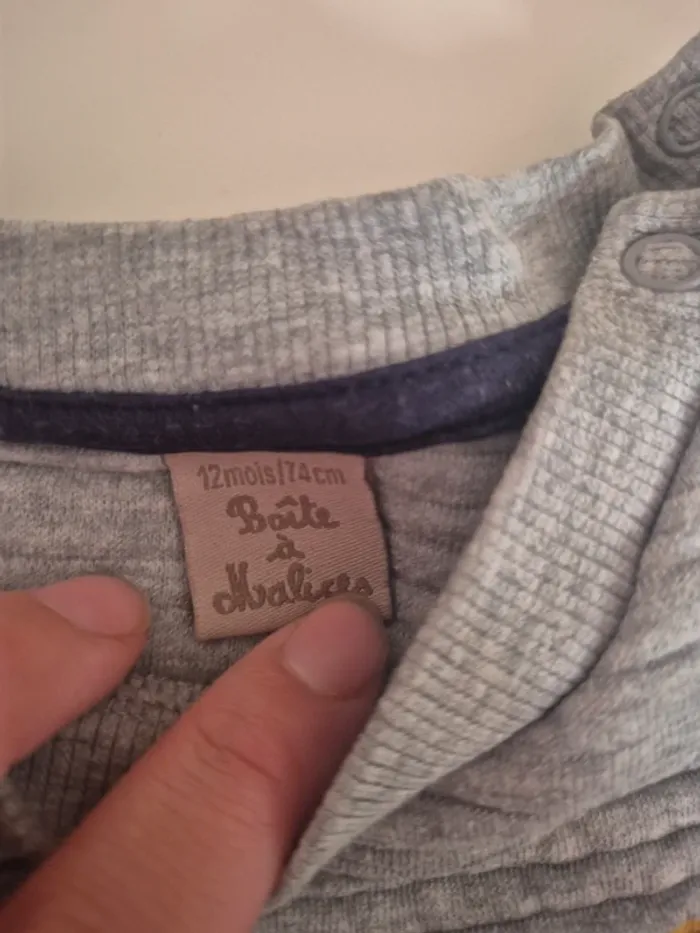 12mois/74cm
Boîte
à
Malices